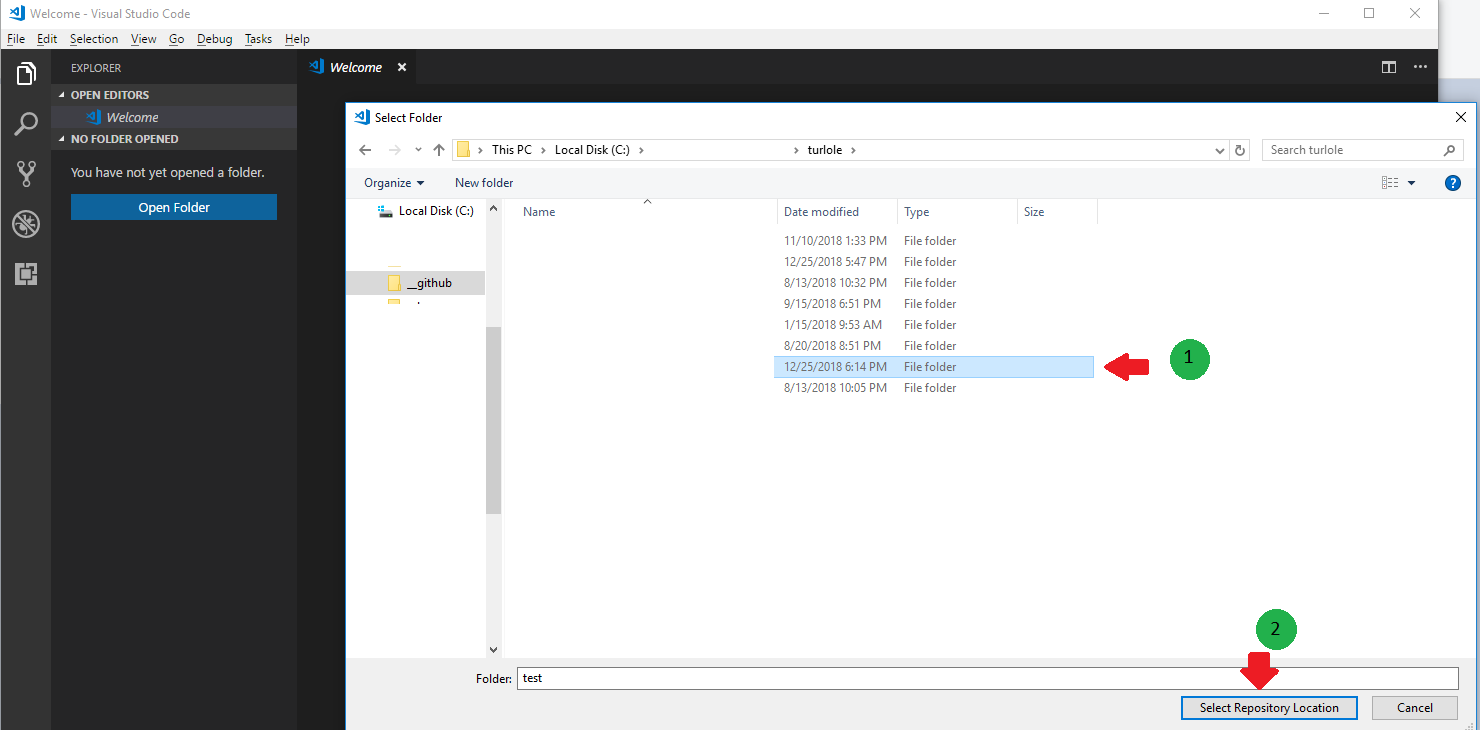 Welcome - Visual Studio Code
File Edit Selection View Go Debug Tasks Help
EXPLORER
OPEN EDITORS
Welcome
NO FOLDER OPENED
You have not yet opened a folder.
Open Folder
Welcome
Select Folder
This PC Local Disk (C:) turlole
Search turlole
Organize New folder
Local Disk (C:)
__github
Name Date modified Type Size
11/10/2018 1:33 PM File folder
12/25/2018 5:47 PM File folder
8/13/2018 10:32 PM File folder
9/15/2018 6:51 PM File folder
1/15/2018 9:53 AM File folder
8/20/2018 8:51 PM File folder
12/25/2018 6:14 PM File folder
8/13/2018 10:05 PM File folder
1
2
Folder: test
Select Repository Location Cancel